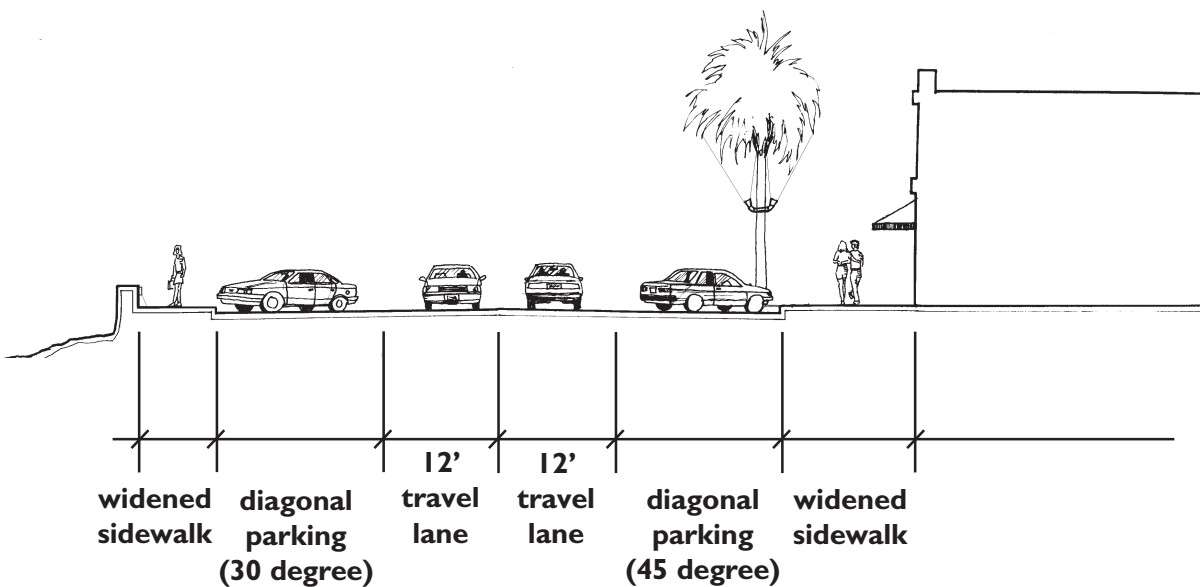 widened
sidewalk
diagonal
parking
(30 degree)
12’
travel
lane
12’
travel
lane
diagonal
parking
(45 degree)
widened
sidewalk